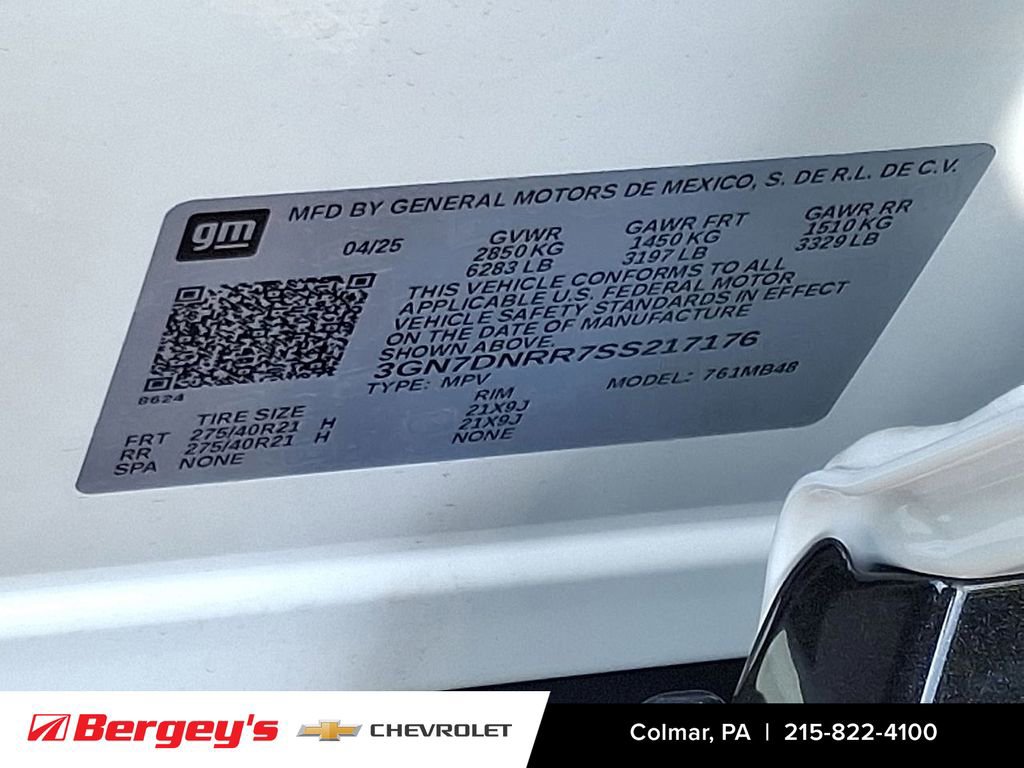 gm
MFD BY GENERAL MOTORS DE MEXICO, S. DE R.L. DE C.V.
04/25
GVWR
2850 KG
6283 LB
GAWR FRT
1450 KG
3197 LB
GAWR RR
1510 KG
3329 LB
THIS VEHICLE CONFORMS TO ALL
APPLICABLE U.S. FEDERAL MOTOR
VEHICLE SAFETY STANDARDS IN EFFECT
ON THE DATE OF MANUFACTURE
SHOWN ABOVE.
3GN7DNRR7SS217176
TYPE: MPV
MODEL: 761MB48
8624
TIRE SIZE RIM
FRT 275/40R21 H 21X9J
RR 275/40R21 H 21X9J
SPA NONE NONE
Bergey's CHEVROLET
Colmar, PA | 215-822-4100